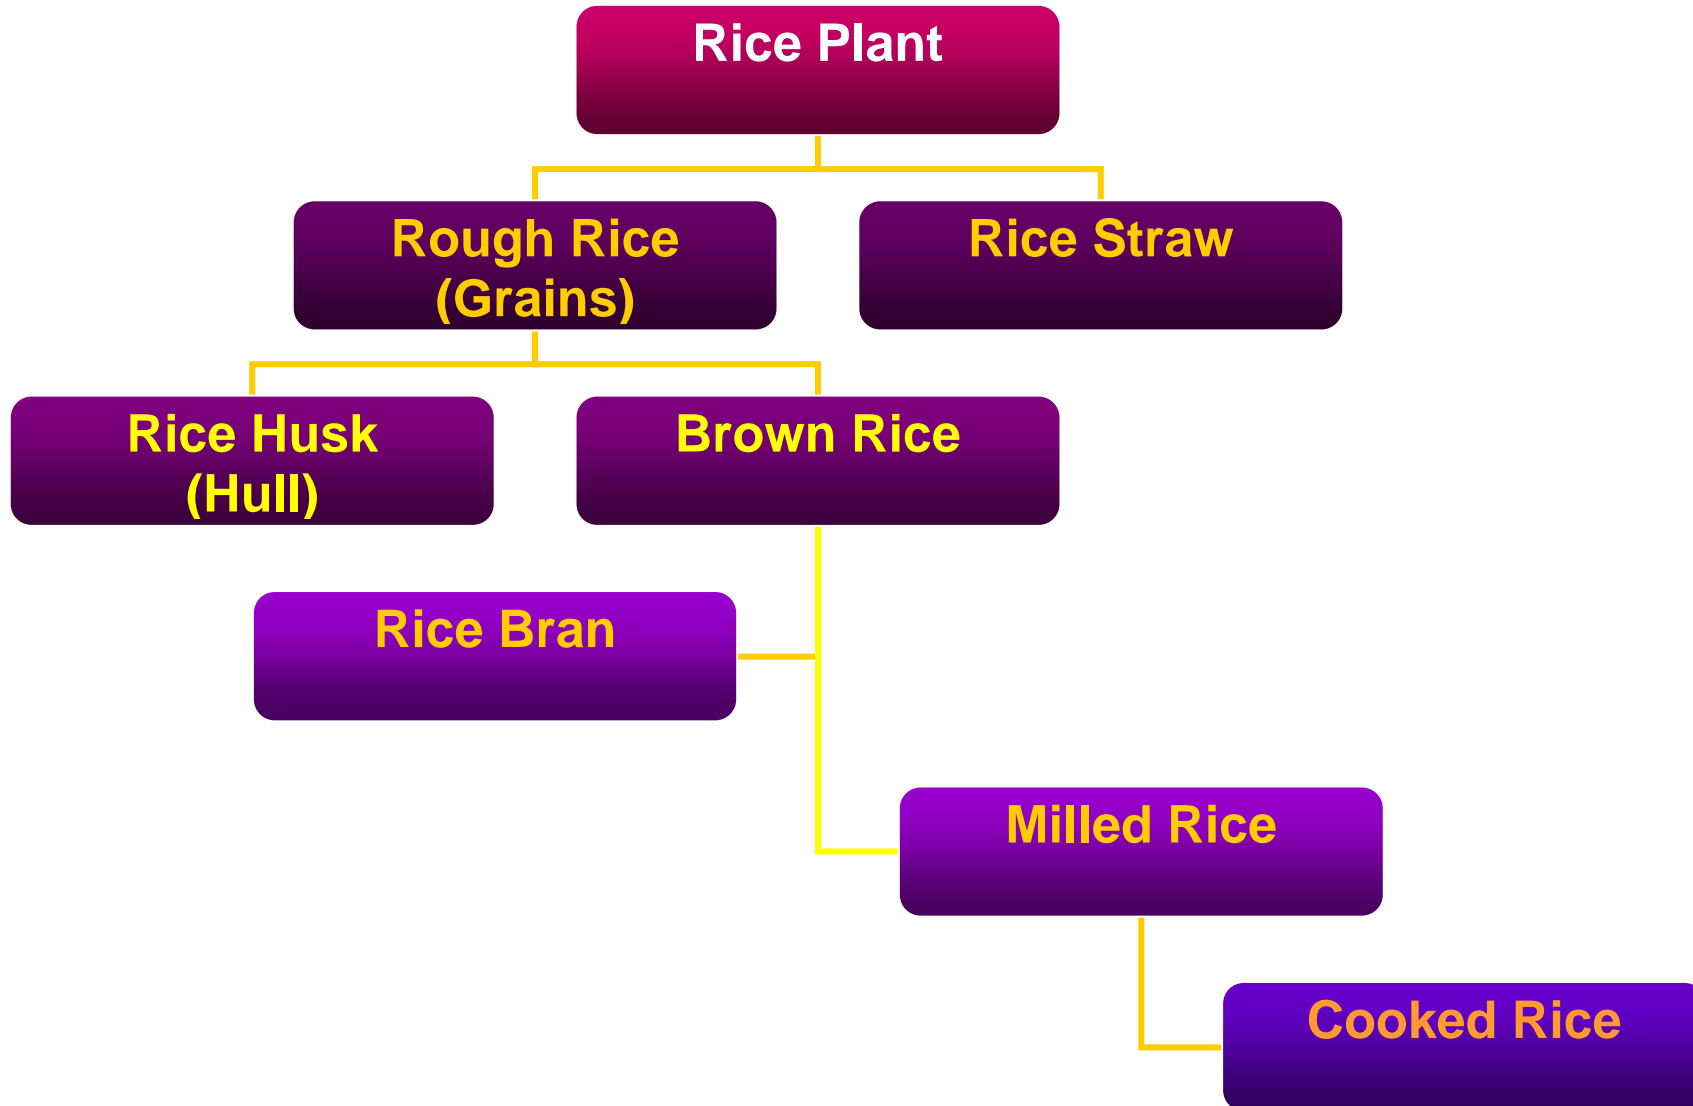 Rice Plant
Rough Rice
(Grains)
Rice Straw
Rice Husk
(Hull)
Brown Rice
Rice Bran
Milled Rice
Cooked Rice